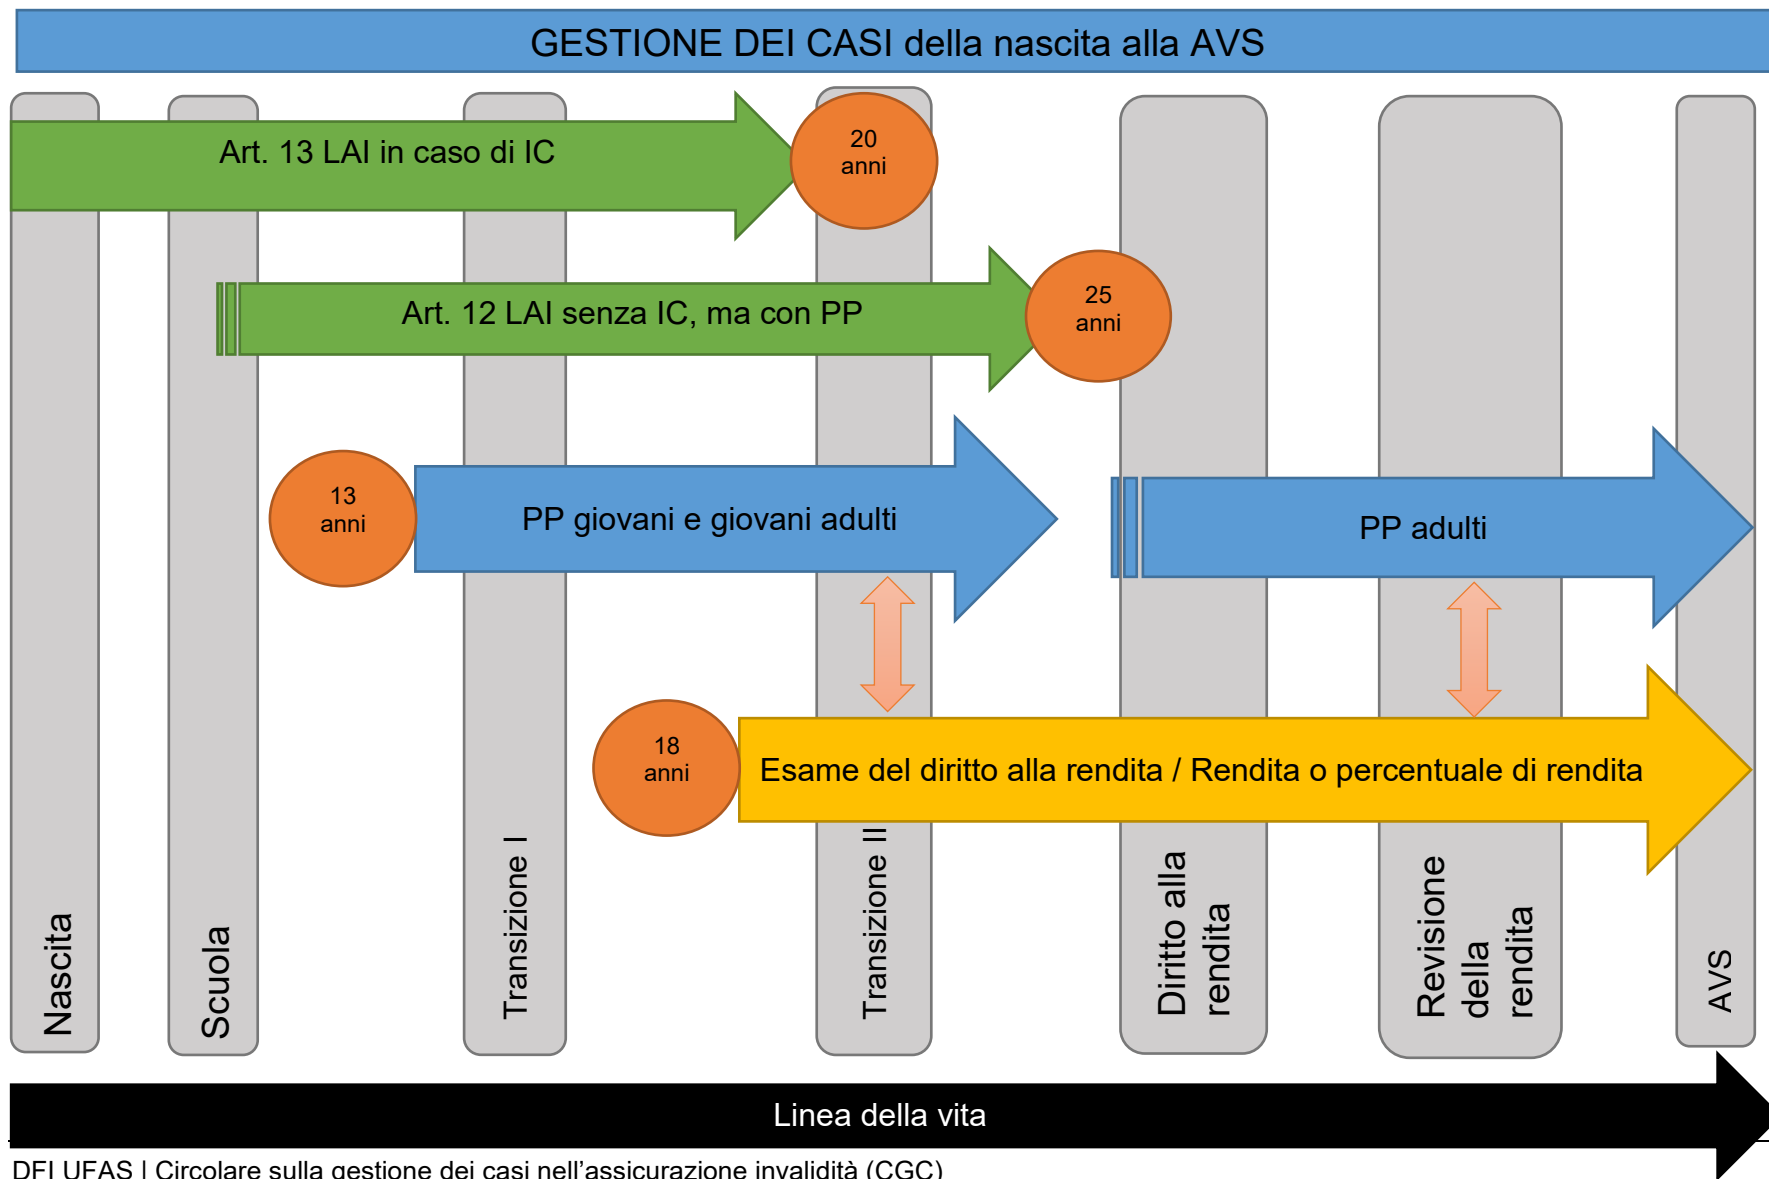 GESTIONE DEI CASI della nascita alla AVS
Art. 13 LAI in caso di IC
20
anni
Art. 12 LAI senza IC, ma con PP
25
anni
13
anni
PP giovani e giovani adulti
PP adulti
18
anni
Esame del diritto alla rendita / Rendita o percentuale di rendita
Nascita
Scuola
Transizione I
Transizione II
Diritto alla
rendita
Revisione
della
rendita
AVS
Linea della vita
DFI UFAS | Circolare sulla gestione dei casi nell'assicurazione invalidità (CGC)